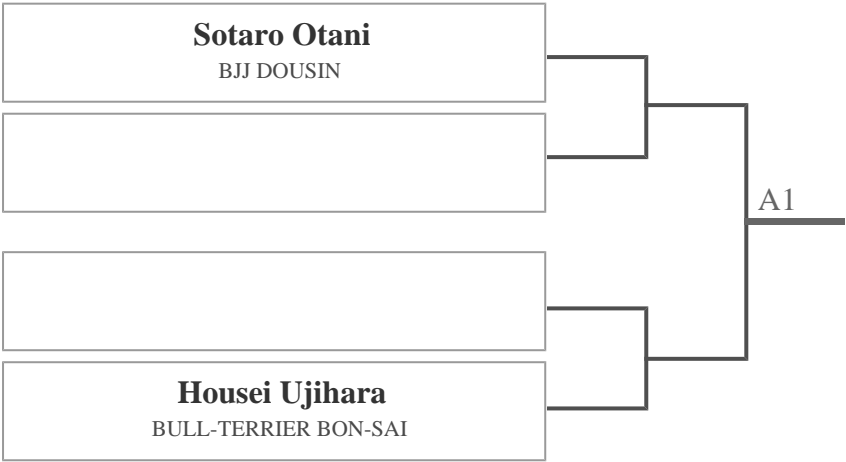 Sotaro Otani
BJJ DOUSIN
A1
Housei Ujihara
BULL-TERRIER BON-SAI